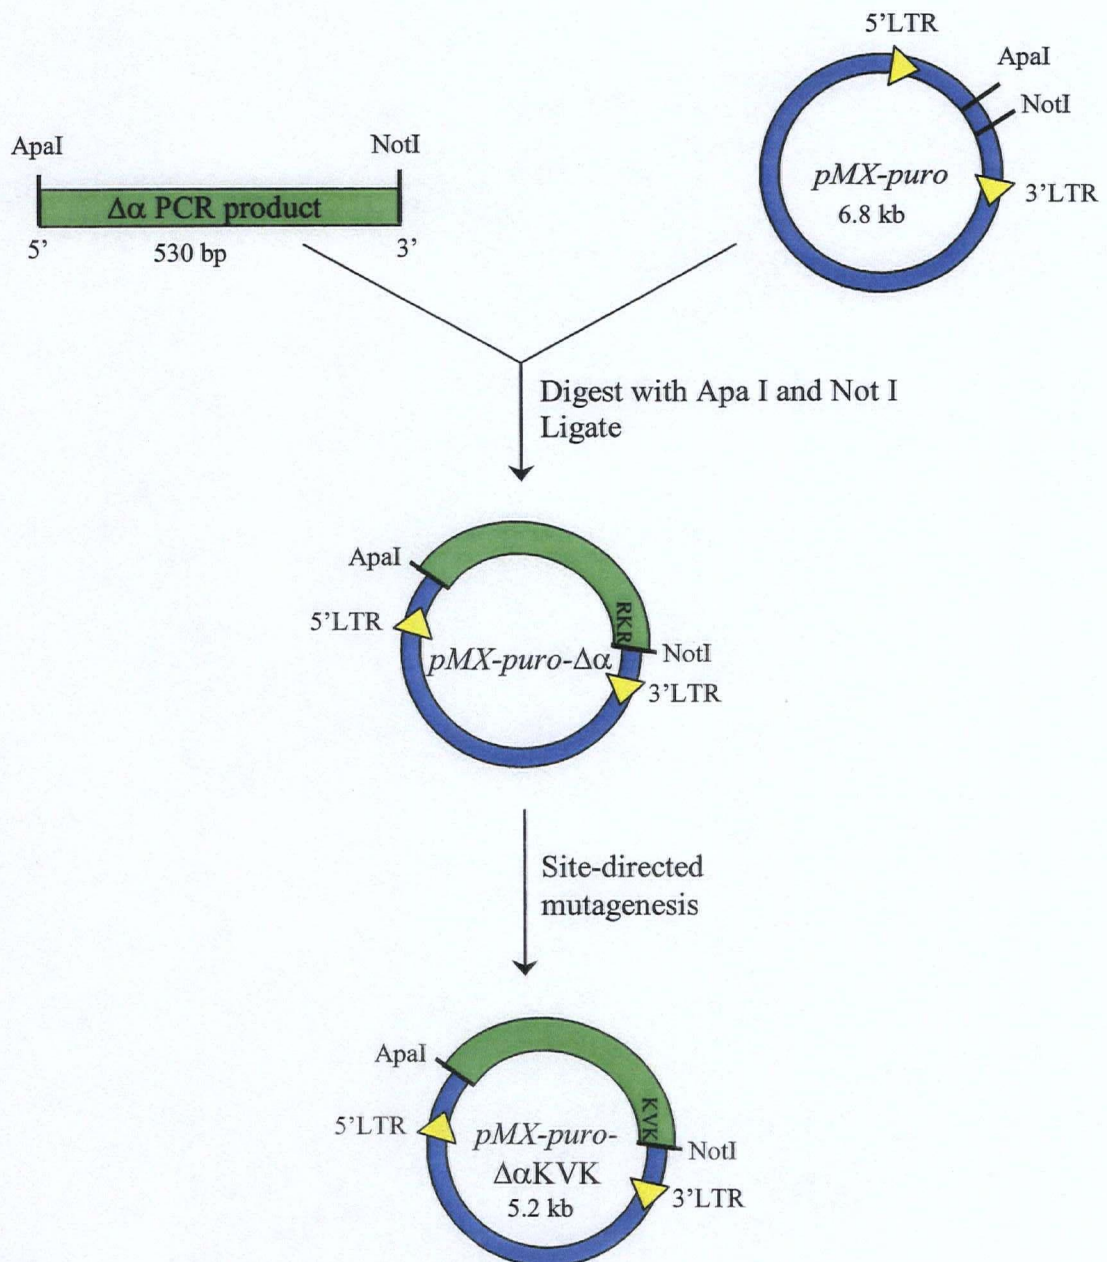 5’LTR
ApaI
NotI
pMX-puro
6.8 kb
3’LTR
ApaI
NotI
Δα PCR product
5’
530 bp
3’
Digest with Apa I and Not I
Ligate
ApaI
5’LTR
RKR
pMX-puro-Δα
NotI
3’LTR
Site-directed
mutagenesis
ApaI
5’LTR
KVK
pMX-puro-
ΔαKVK
5.2 kb
NotI
3’LTR